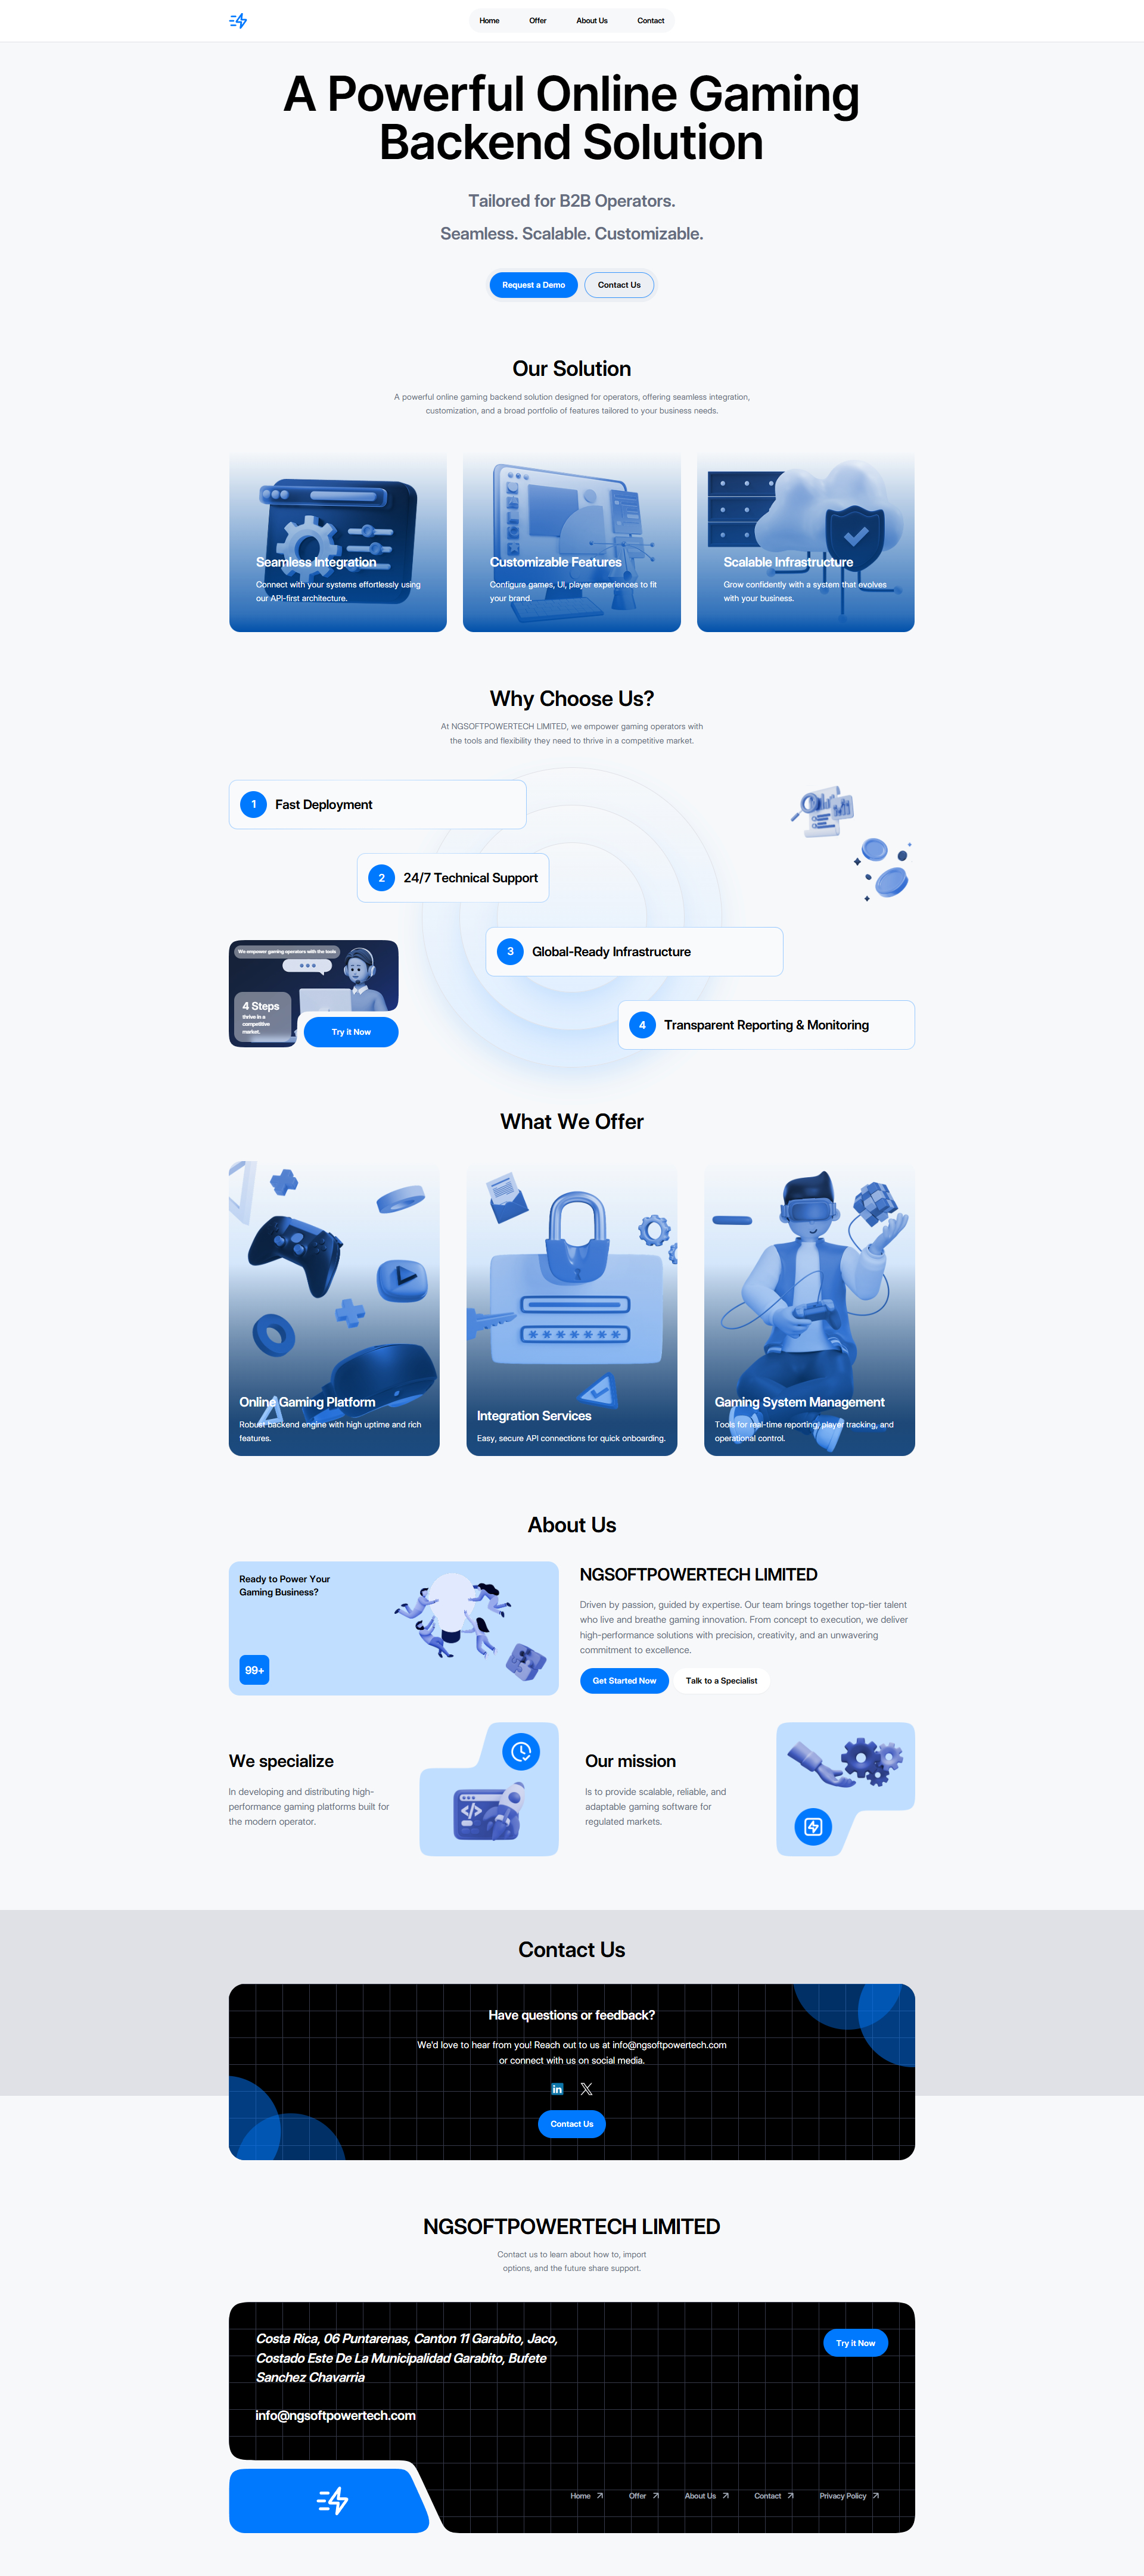 Home Offer About Us Contact
A Powerful Online Gaming
Backend Solution
Tailored for B2B Operators.
Seamless. Scalable. Customizable.
Request a Demo Contact Us
Our Solution
A powerful online gaming backend solution designed for operators, offering seamless integration,
customization, and a broad portfolio of features tailored to your business needs.
Seamless Integration
Connect with your systems effortlessly using
our API-first architecture.
Customizable Features
Configure games, UI, player experiences to fit
your brand.
Scalable Infrastructure
Grow confidently with a system that evolves
with your business.
Why Choose Us?
At NGSOFTPOWERTECH LIMITED, we empower gaming operators with
the tools and flexibility they need to thrive in a competitive market.
1 Fast Deployment
2 24/7 Technical Support
3 Global-Ready Infrastructure
4 Transparent Reporting & Monitoring
We empower gaming operators with the tools
4 Steps
thrive in a
competitive
market.
Try it Now
What We Offer
Online Gaming Platform
Robust backend engine with high uptime and rich
features.
Integration Services
Easy, secure API connections for quick onboarding.
Gaming System Management
Tools for real-time reporting, player tracking, and
operational control.
About Us
Ready to Power Your
Gaming Business?
99+
NGSOFTPOWERTECH LIMITED
Driven by passion, guided by expertise. Our team brings together top-tier talent
who live and breathe gaming innovation. From concept to execution, we deliver
high-performance solutions with precision, creativity, and an unwavering
commitment to excellence.
Get Started Now Talk to a Specialist
We specialize
In developing and distributing high-
performance gaming platforms built for
the modern operator.
Our mission
Is to provide scalable, reliable, and
adaptable gaming software for
regulated markets.
Contact Us
Have questions or feedback?
We'd love to hear from you! Reach out to us at info@ngsoftpowertech.com
or connect with us on social media.
Contact Us
NGSOFTPOWERTECH LIMITED
Contact us to learn about how to, import
options, and the future share support.
Costa Rica, 06 Puntarenas, Canton 11 Garabito, Jaco,
Costado Este De La Municipalidad Garabito, Bufete
Sanchez Chavarria
Try it Now
info@ngsoftpowertech.com
Home Offer About Us Contact Privacy Policy